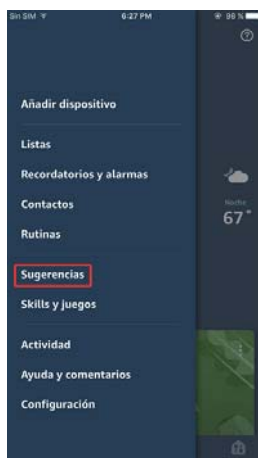 Sin SIM 6:27 PM 98 %
Añadir dispositivo
Listas
Recordatorios y alarmas
Contactos
Noche
67°
Rutinas
Sugerencias
Skills y juegos
Actividad
Ayuda y comentarios
Configuración